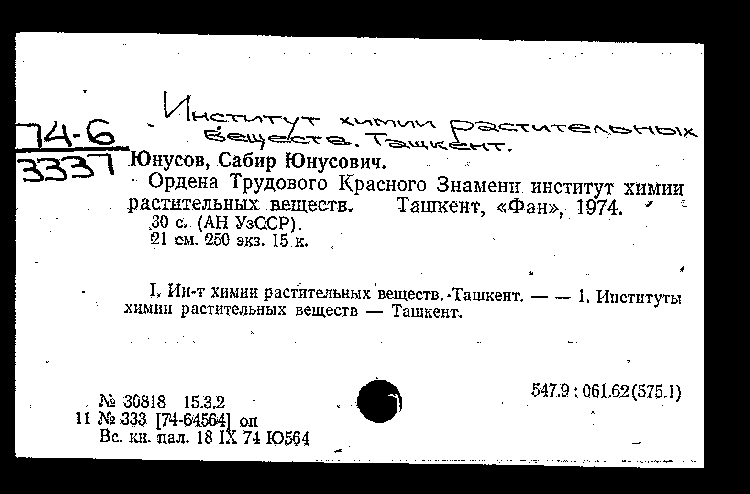 Институт химии растительных
веществ. Ташкент.
74-6
3337
Юнусов, Сабир Юнусович.
Ордена Трудового Красного Знамени институт химии
растительных веществ. Ташкент, «Фан», 1974.
30 с. (АН УзССР).
21 см. 250 экз. 15 к.
I. Ин-т химии растительных веществ. Ташкент. — — 1. Институты
химии растительных веществ — Ташкент.
547.9 : 061.62(575.1)
№ 30818 15.3.2
11 № 333 [74-64564] оп
Вс. кн. пал. 18 IX 74 Ю564